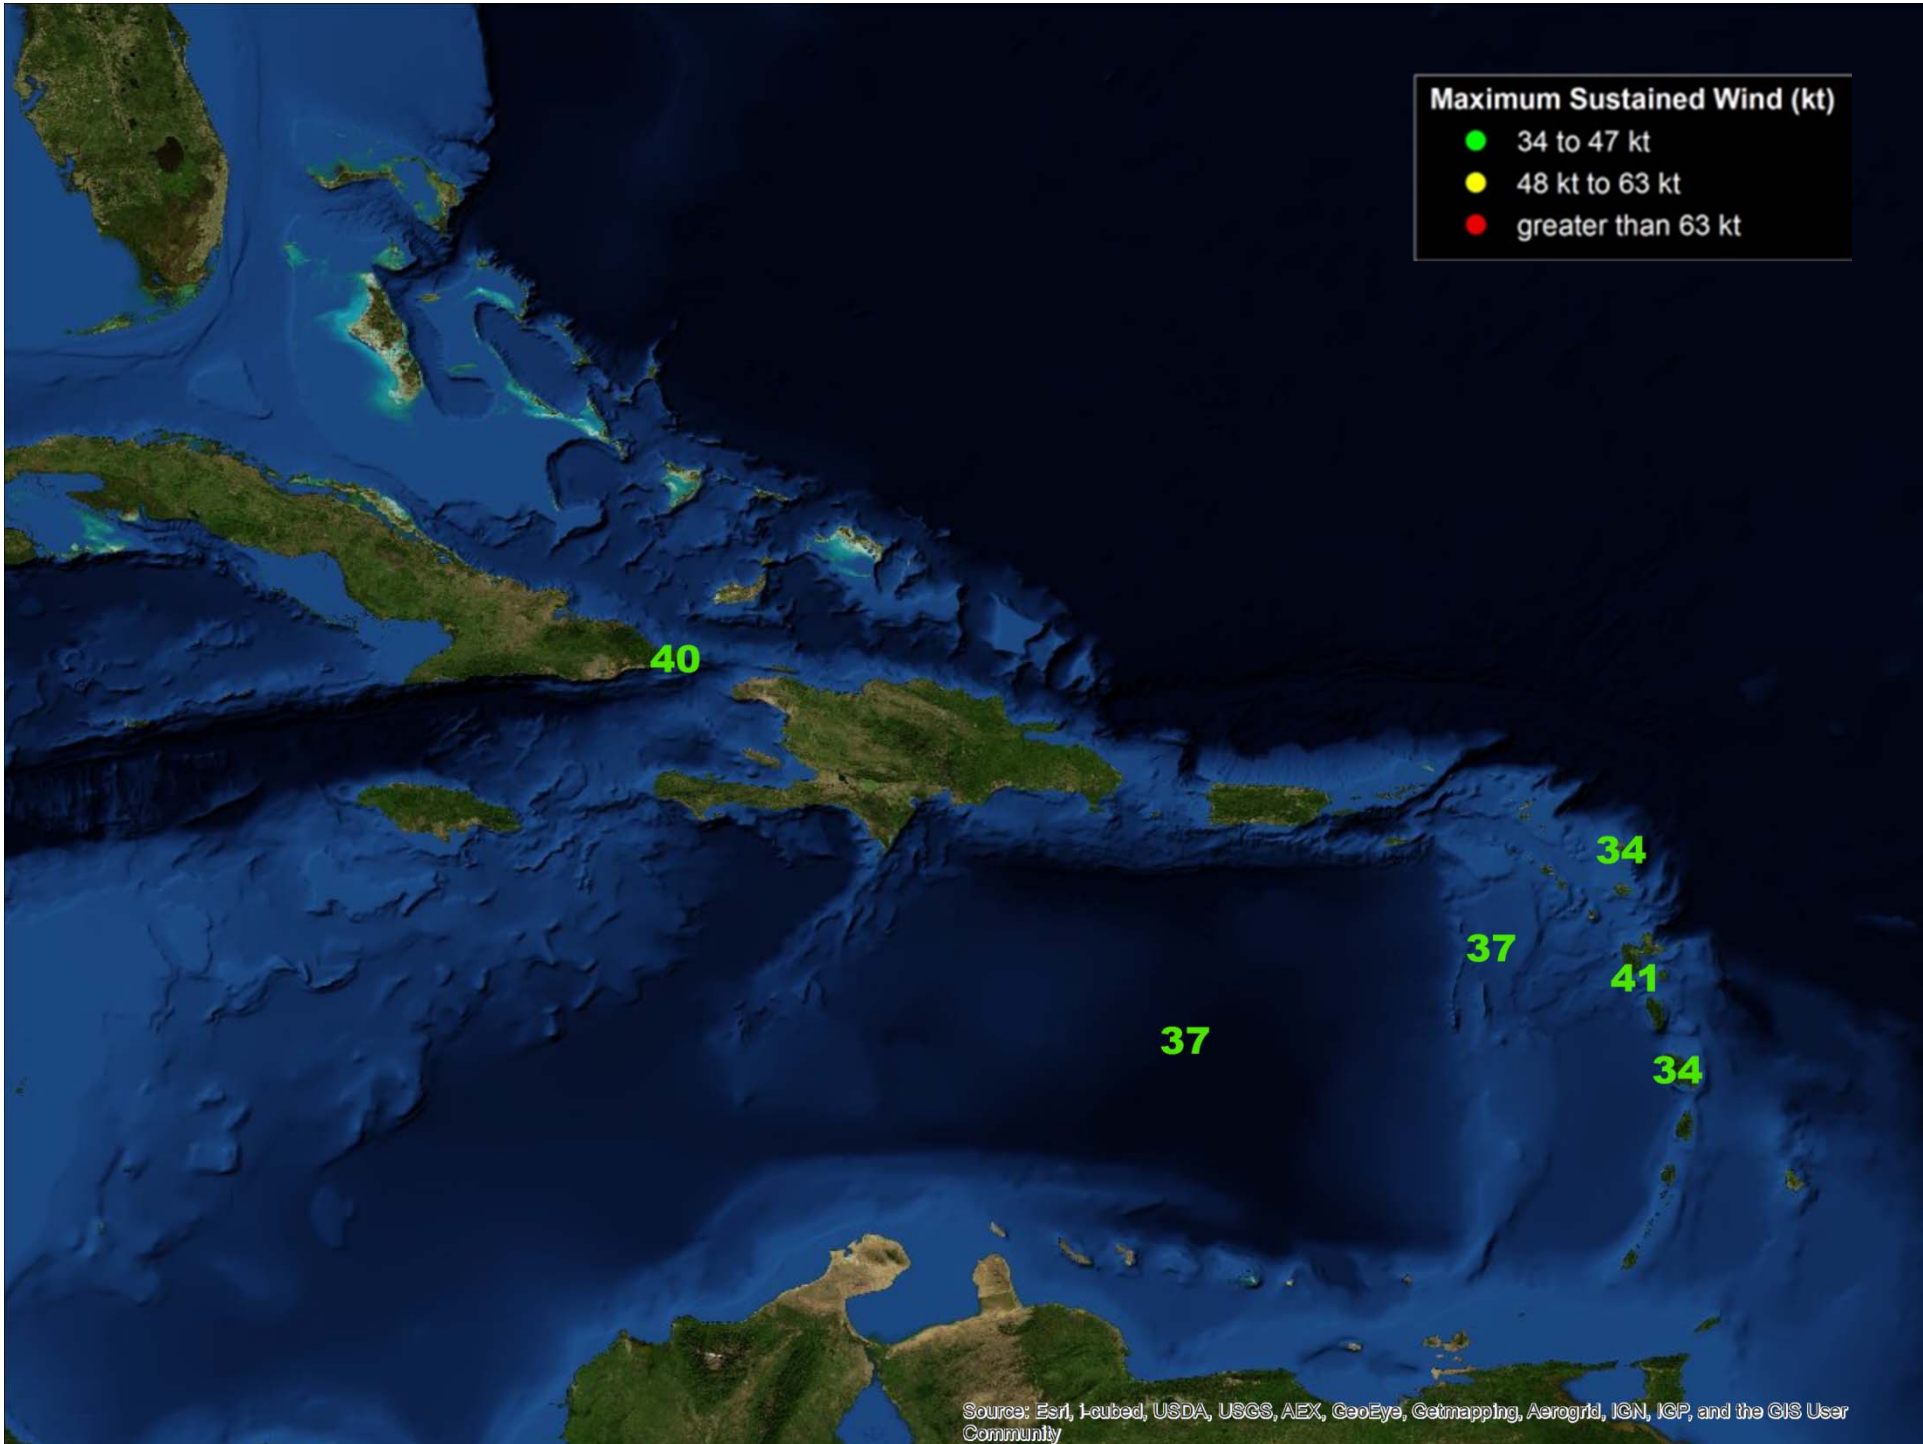 Maximum Sustained Wind (kt)
34 to 47 kt
48 kt to 63 kt
greater than 63 kt
40
34
37
41
37
34
Source: Esri, i-cubed, USDA, USGS, AEX, GeoEye, Getmapping, Aerogrid, IGN, IGP, and the GIS User
Community